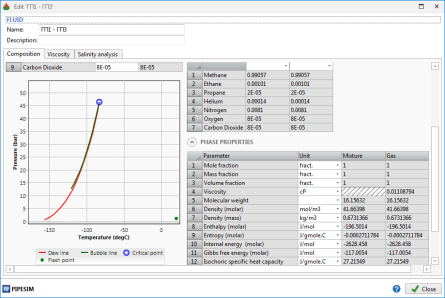 Edit 'ГП1 - ГП3'
FLUID
Name: ГП1 - ГП3
Description:
Composition Viscosity Salinity analysis
9 Carbon Dioxide 8E-05 8E-05
1 Methane 0.99057 0.99057
2 Ethane 0.00101 0.00101
3 Propane 2E-05 2E-05
4 Helium 0.00014 0.00014
5 Nitrogen 0.0081 0.0081
6 Oxygen 8E-05 8E-05
7 Carbon Dioxide 8E-05 8E-05
PHASE PROPERTIES
Parameter Unit Mixture Gas
1 Mole fraction fract. 1 1
2 Mass fraction fract. 1 1
3 Volume fraction fract. 1 1
4 Viscosity cP 0.01108794
5 Molecular weight 16.15632 16.15632
6 Density (molar) mol/m3 41.66398 41.66398
7 Density (mass) kg/m3 0.6731366 0.6731366
8 Enthalpy (molar) J/mol -196.5014 -196.5014
9 Entropy (molar) J/gmole.C -0.0002711784 -0.0002711784
10 Internal energy (molar) J/mol -2628.458 -2628.458
11 Gibbs free energy (molar) J/mol -117.0054 -117.0054
12 Isochoric specific heat capacity J/gmole.C 27.21549 27.21549
Pressure (bar)
50
45
40
35
30
25
20
15
10
5
0
-150 -100 -50 0
Temperature (degC)
Dew line Bubble line Critical point
Flash point
PIPESIM
Close